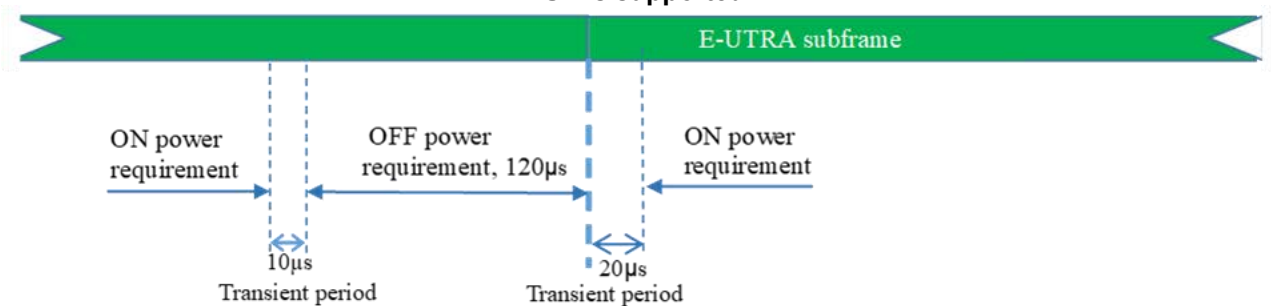 E-UTRA subframe
ON power
requirement
OFF power
requirement, 120μs
ON power
requirement
10μs
Transient period
20μs
Transient period